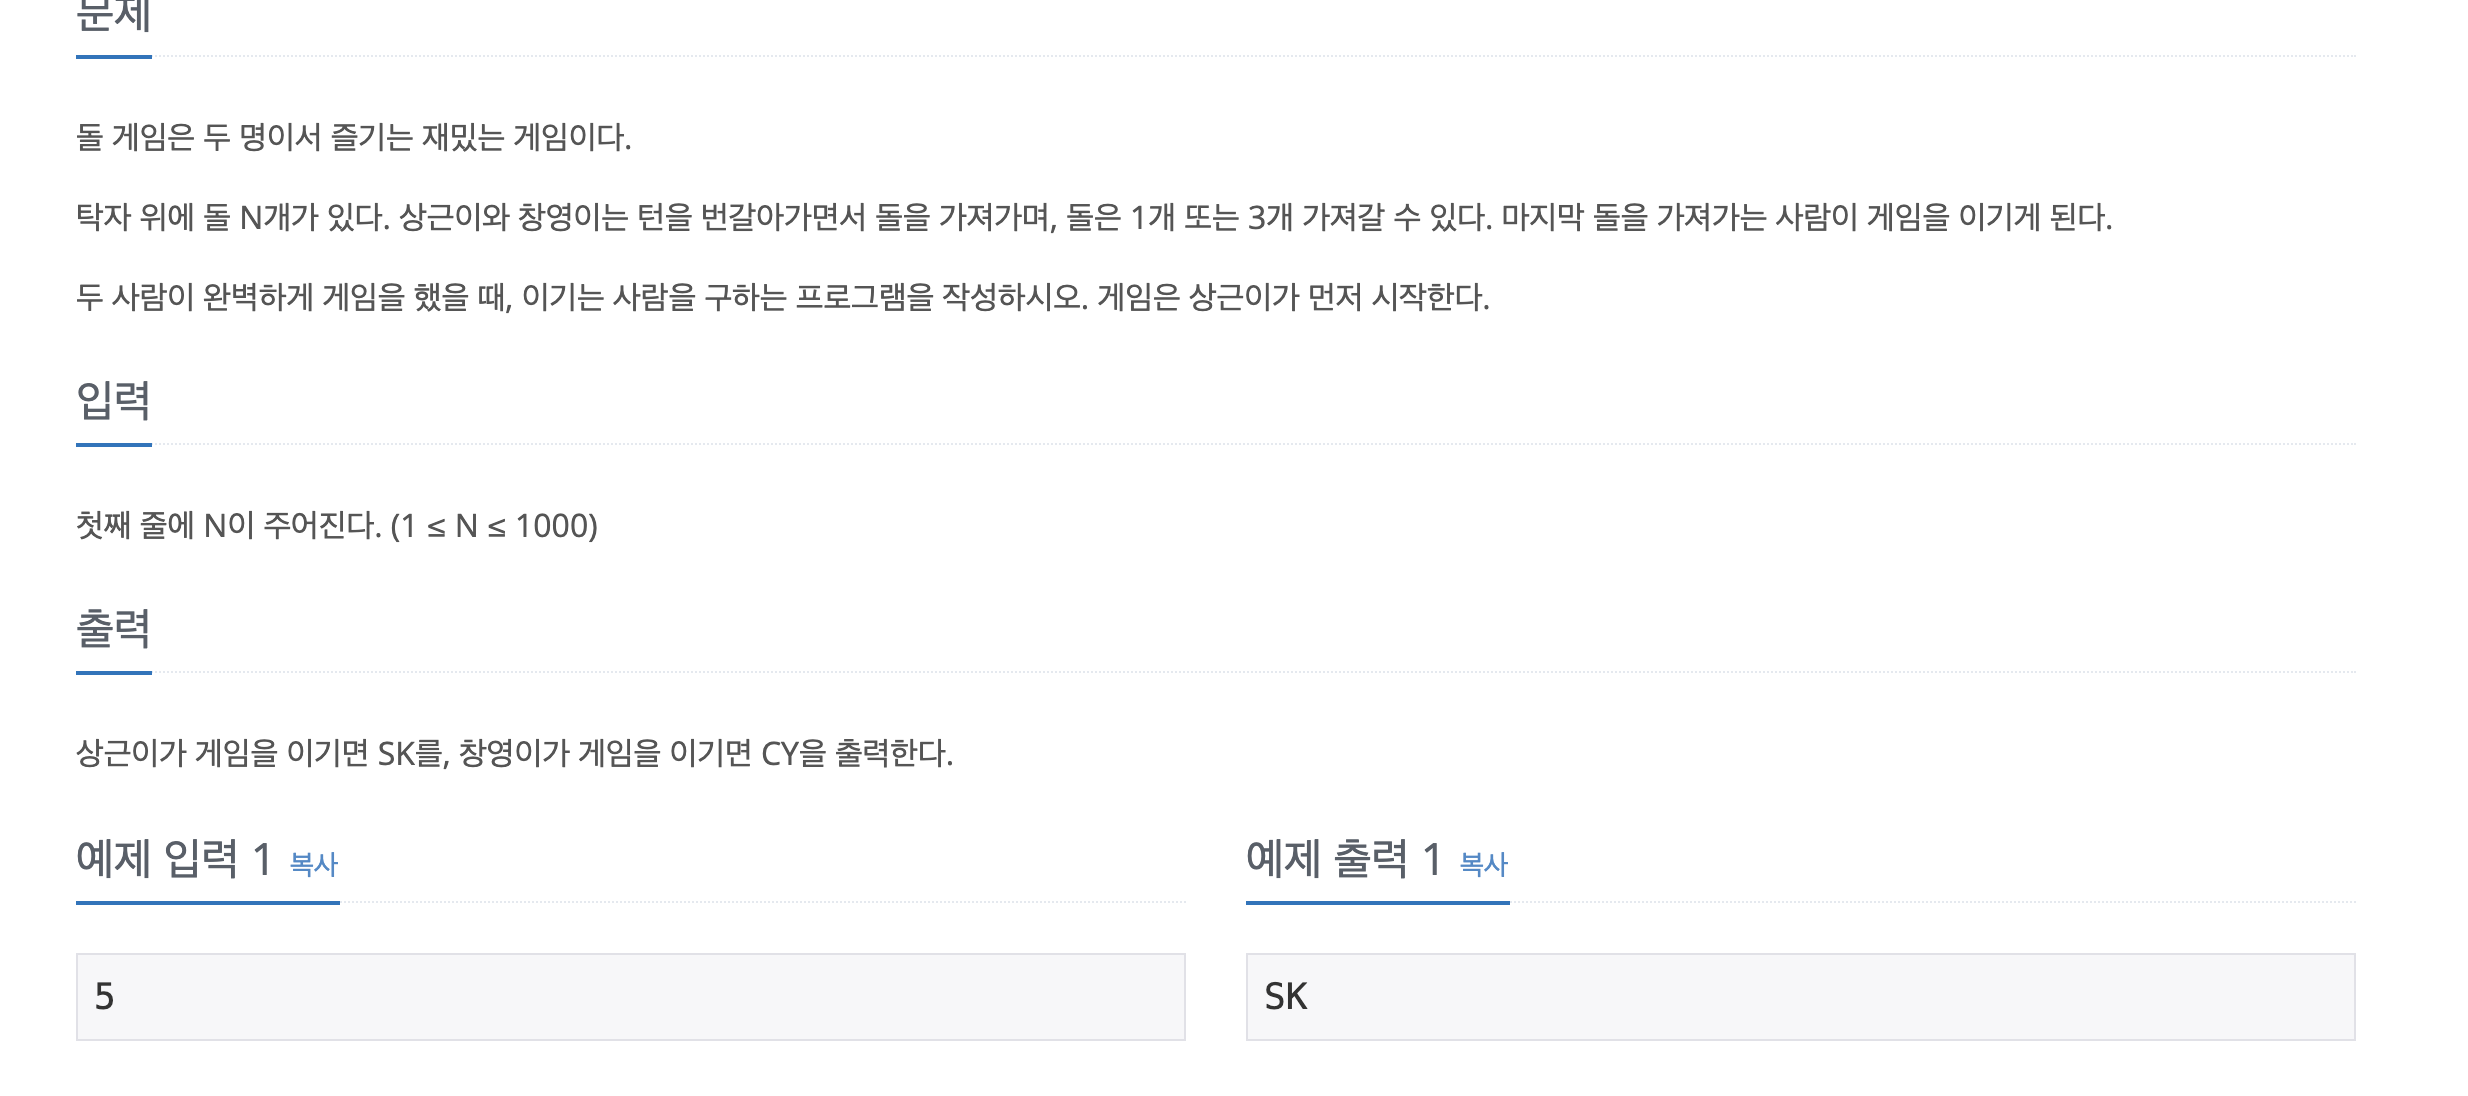 문제
돌 게임은 두 명이서 즐기는 재밌는 게임이다.
탁자 위에 돌 N개가 있다. 상근이와 창영이는 턴을 번갈아가면서 돌을 가져가며, 돌은 1개 또는 3개 가져갈 수 있다. 마지막 돌을 가져가는 사람이 게임을 이기게 된다.
두 사람이 완벽하게 게임을 했을 때, 이기는 사람을 구하는 프로그램을 작성하시오. 게임은 상근이가 먼저 시작한다.
입력
첫째 줄에 N이 주어진다. (1 ≤ N ≤ 1000)
출력
상근이가 게임을 이기면 SK를, 창영이가 게임을 이기면 CY을 출력한다.
예제 입력 1 복사
5
예제 출력 1 복사
SK